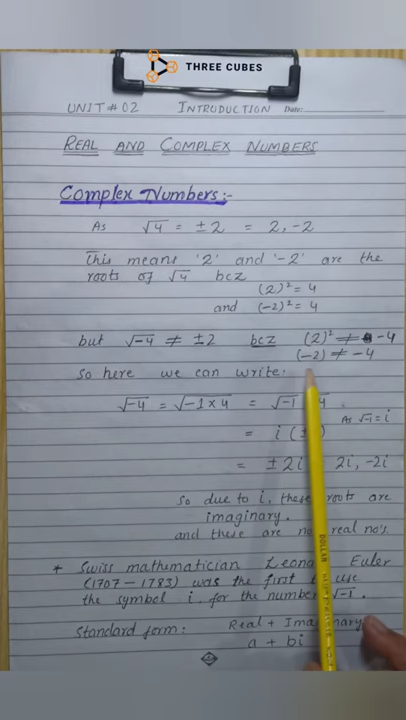 THREE CUBES
UNIT # 02 INTRODUCTION Date:
REAL AND COMPLEX NUMBERS
Complex Numbers:-
As √4 = ±2 = 2, -2
This means '2' and '-2' are the
roots of √4 bcz
(2)² = 4
and (-2)² = 4
but √-4 ≠ ±2 bcz (2)² ≠ -4
(-2) ≠ -4
So here we can write:
√-4 = √-1×4 = √-1 4
As √-1 = i
= i (±
= ±2i 2i, -2i
So due to i, these roots are
imaginary.
and these are no real no's.
* Swiss mathematician Leona Euler
(1707 – 1783) was the first use
the symbol i, for the number √-1.
Standard form: Real + Imaginary
a + bi